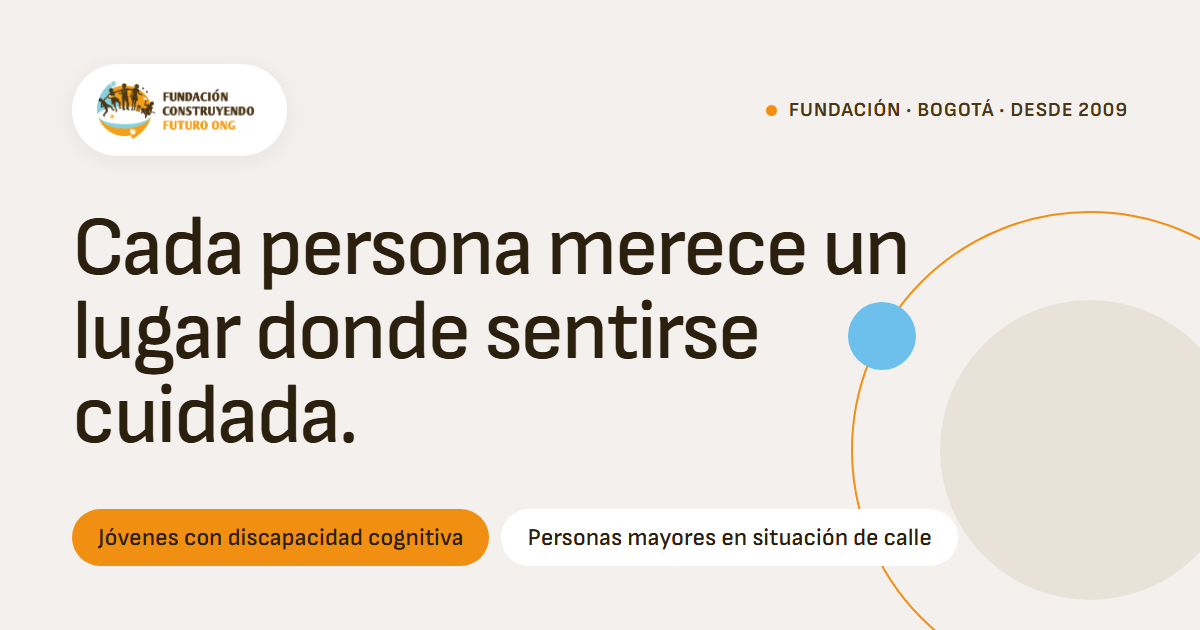 FUNDACIÓN
CONSTRUYENDO
FUTURO ONG
FUNDACIÓN · BOGOTÁ · DESDE 2009
Cada persona merece un
lugar donde sentirse
cuidada.
Jóvenes con discapacidad cognitiva
Personas mayores en situación de calle